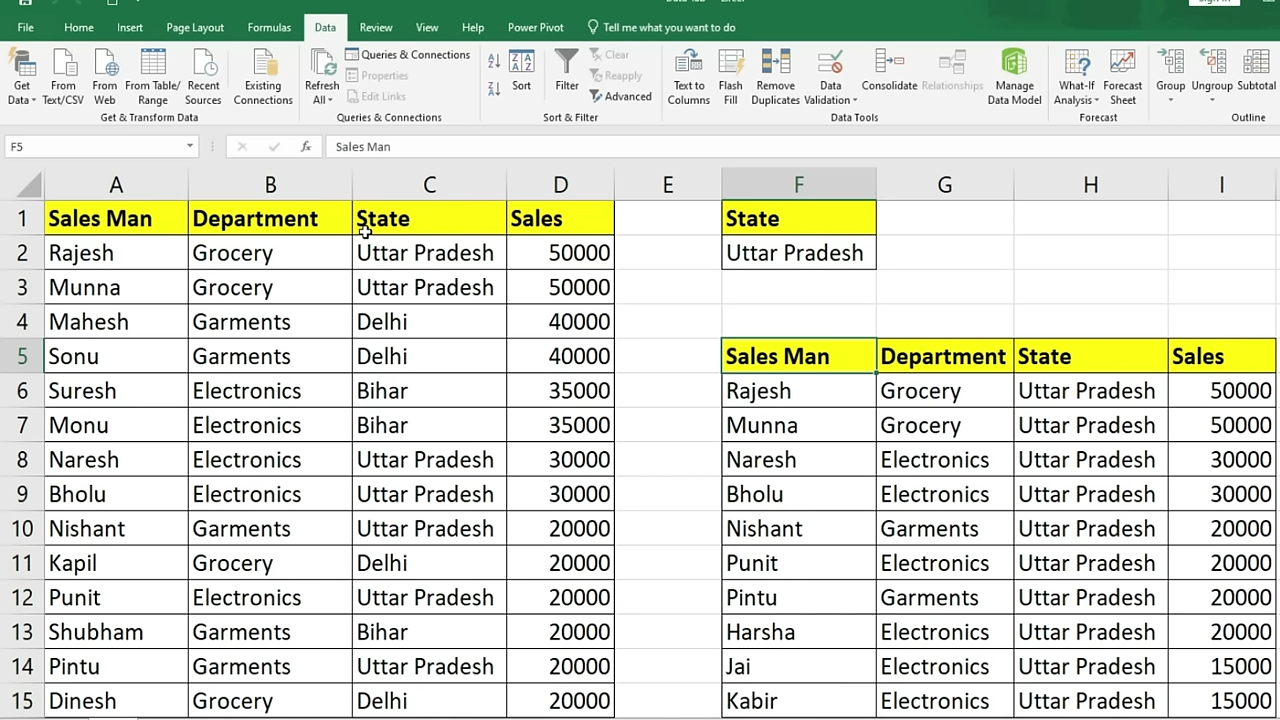 File Home Insert Page Layout Formulas Data Review View Help Power Pivot Tell me what you want to do
Get Data
From Text/CSV
From Web
From Table/ Range
Recent Sources
Existing Connections
Get & Transform Data
Refresh All
Queries & Connections
Properties
Edit Links
Queries & Connections
Sort
Filter
Clear
Reapply
Advanced
Sort & Filter
Text to Columns
Flash Fill
Remove Duplicates
Data Validation
Consolidate
Relationships
Manage Data Model
Data Tools
What-If Analysis
Forecast Sheet
Forecast
Group
Ungroup
Subtotal
Outline
F5 fx Sales Man
A B C D E F G H I
1 Sales Man Department State Sales State
2 Rajesh Grocery Uttar Pradesh 50000 Uttar Pradesh
3 Munna Grocery Uttar Pradesh 50000
4 Mahesh Garments Delhi 40000
5 Sonu Garments Delhi 40000 Sales Man Department State Sales
6 Suresh Electronics Bihar 35000 Rajesh Grocery Uttar Pradesh 50000
7 Monu Electronics Bihar 35000 Munna Grocery Uttar Pradesh 50000
8 Naresh Electronics Uttar Pradesh 30000 Naresh Electronics Uttar Pradesh 30000
9 Bholu Electronics Uttar Pradesh 30000 Bholu Electronics Uttar Pradesh 30000
10 Nishant Garments Uttar Pradesh 20000 Nishant Garments Uttar Pradesh 20000
11 Kapil Grocery Delhi 20000 Punit Electronics Uttar Pradesh 20000
12 Punit Electronics Uttar Pradesh 20000 Pintu Garments Uttar Pradesh 20000
13 Shubham Garments Bihar 20000 Harsha Electronics Uttar Pradesh 20000
14 Pintu Garments Uttar Pradesh 20000 Jai Electronics Uttar Pradesh 15000
15 Dinesh Grocery Delhi 20000 Kabir Electronics Uttar Pradesh 15000